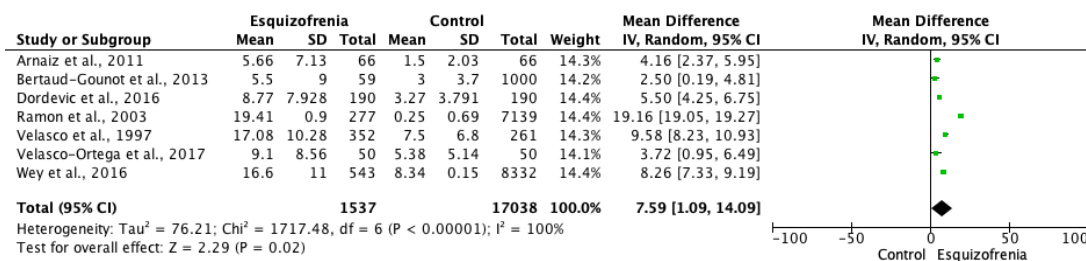 Esquizofrenia Control Mean Difference Mean Difference
Study or Subgroup Mean SD Total Mean SD Total Weight IV, Random, 95% CI IV, Random, 95% CI
Arnaiz et al., 2011 5.66 7.13 66 1.5 2.03 66 14.3% 4.16 [2.37, 5.95]
Bertaud-Gounot et al., 2013 5.5 9 59 3 3.7 1000 14.2% 2.50 [0.19, 4.81]
Dordevic et al., 2016 8.77 7.928 190 3.27 3.791 190 14.4% 5.50 [4.25, 6.75]
Ramon et al., 2003 19.41 0.9 277 0.25 0.69 7139 14.4% 19.16 [19.05, 19.27]
Velasco et al., 1997 17.08 10.28 352 7.5 6.8 261 14.3% 9.58 [8.23, 10.93]
Velasco-Ortega et al., 2017 9.1 8.56 50 5.38 5.14 50 14.1% 3.72 [0.95, 6.49]
Wey et al., 2016 16.6 11 543 8.34 0.15 8332 14.4% 8.26 [7.33, 9.19]
Total (95% CI) 1537 17038 100.0% 7.59 [1.09, 14.09]
Heterogeneity: Tau² = 76.21; Chi² = 1717.48, df = 6 (P < 0.00001); I² = 100%
Test for overall effect: Z = 2.29 (P = 0.02)
-100 -50 0 50 100
Control Esquizofrenia